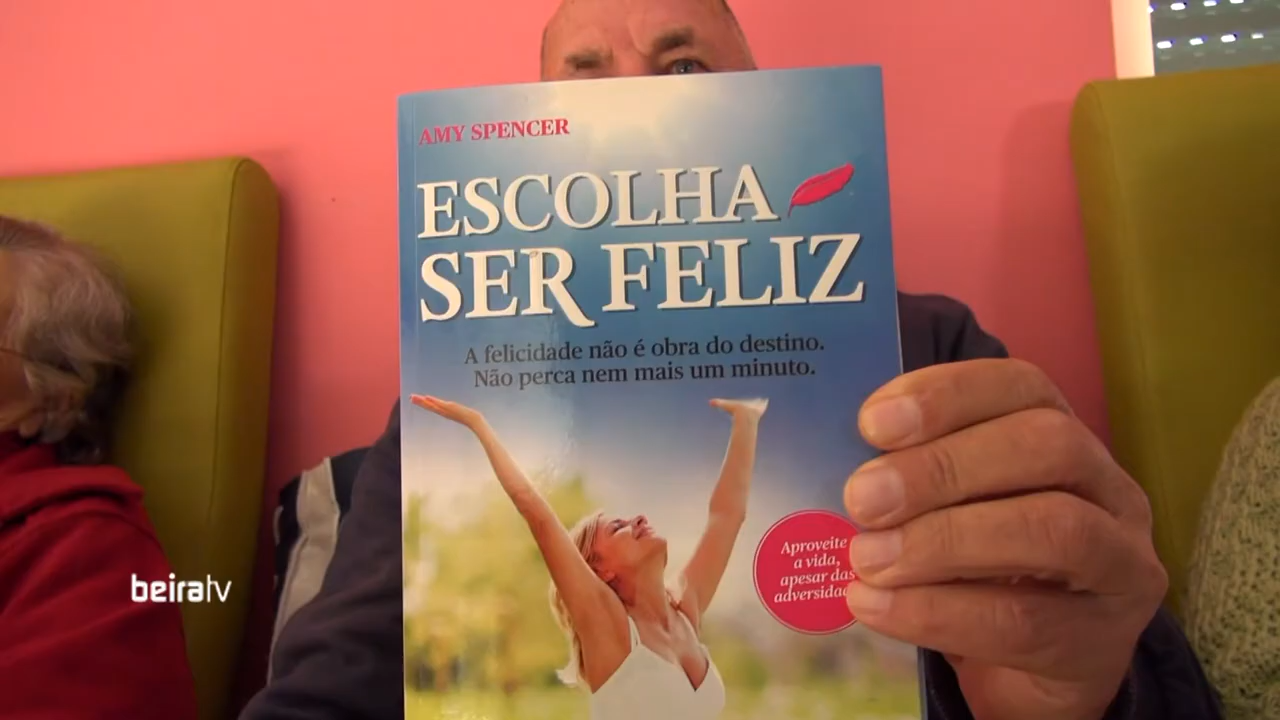 AMY SPENCER
ESCOLHA
SER FELIZ
A felicidade não é obra do destino.
Não perca nem mais um minuto.
Aproveite
a vida,
apesar das
beiratv